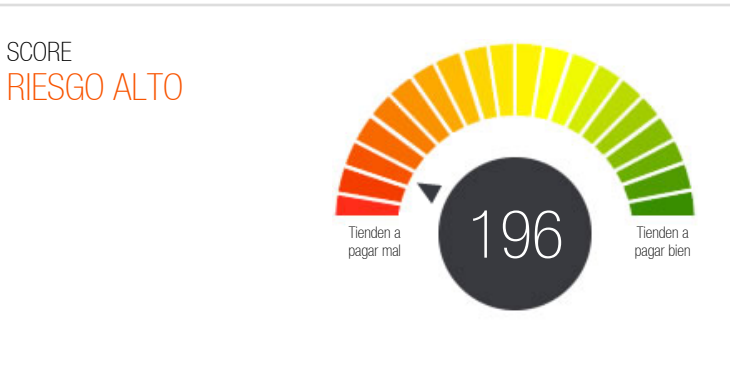 SCORE
RIESGO ALTO
196
Tienden a
pagar mal
Tienden a
pagar bien